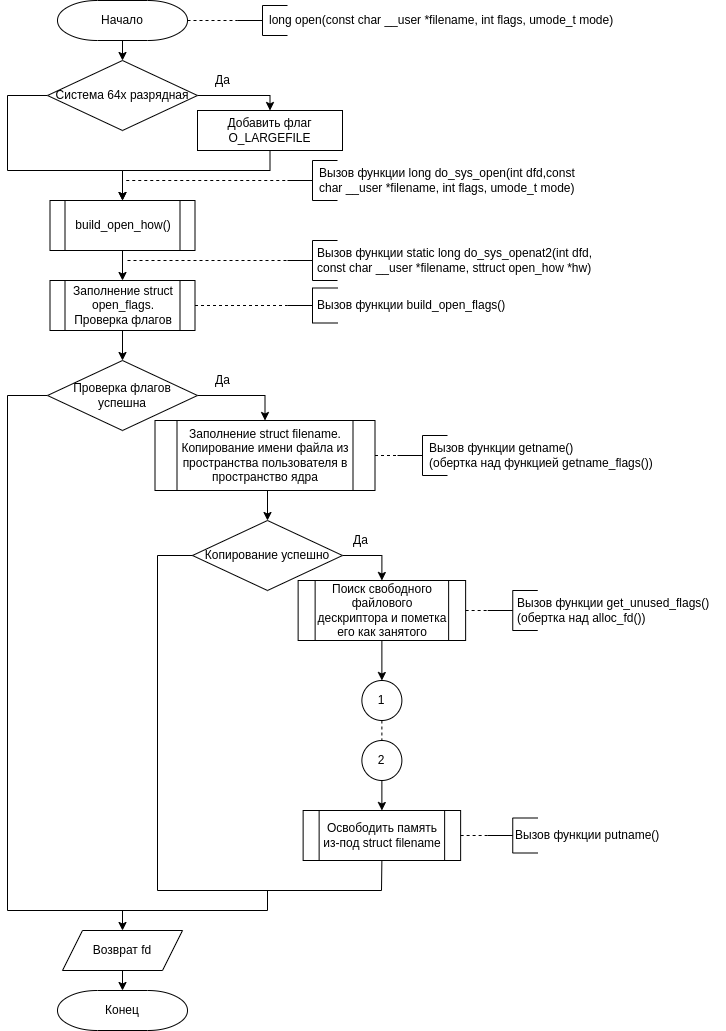 Начало
long open(const char __user *filename, int flags, umode_t mode)
Система 64х разрядная
Да
Добавить флаг
O_LARGEFILE
Вызов функции long do_sys_open(int dfd,const
char __user *filename, int flags, umode_t mode)
build_open_how()
Вызов функции static long do_sys_openat2(int dfd,
const char __user *filename, sttruct open_how *hw)
Заполнение struct
open_flags.
Проверка флагов
Вызов функции build_open_flags()
Проверка флагов
успешна
Да
Заполнение struct filename.
Копирование имени файла из
пространства пользователя в
пространство ядра
Вызов функции getname()
(обертка над функцией getname_flags())
Копирование успешно
Да
Поиск свободного
файлового
дескриптора и пометка
его как занятого
Вызов функции get_unused_flags()
(обертка над alloc_fd())
1
2
Освободить память
из-под struct filename
Вызов функции putname()
Возврат fd
Конец